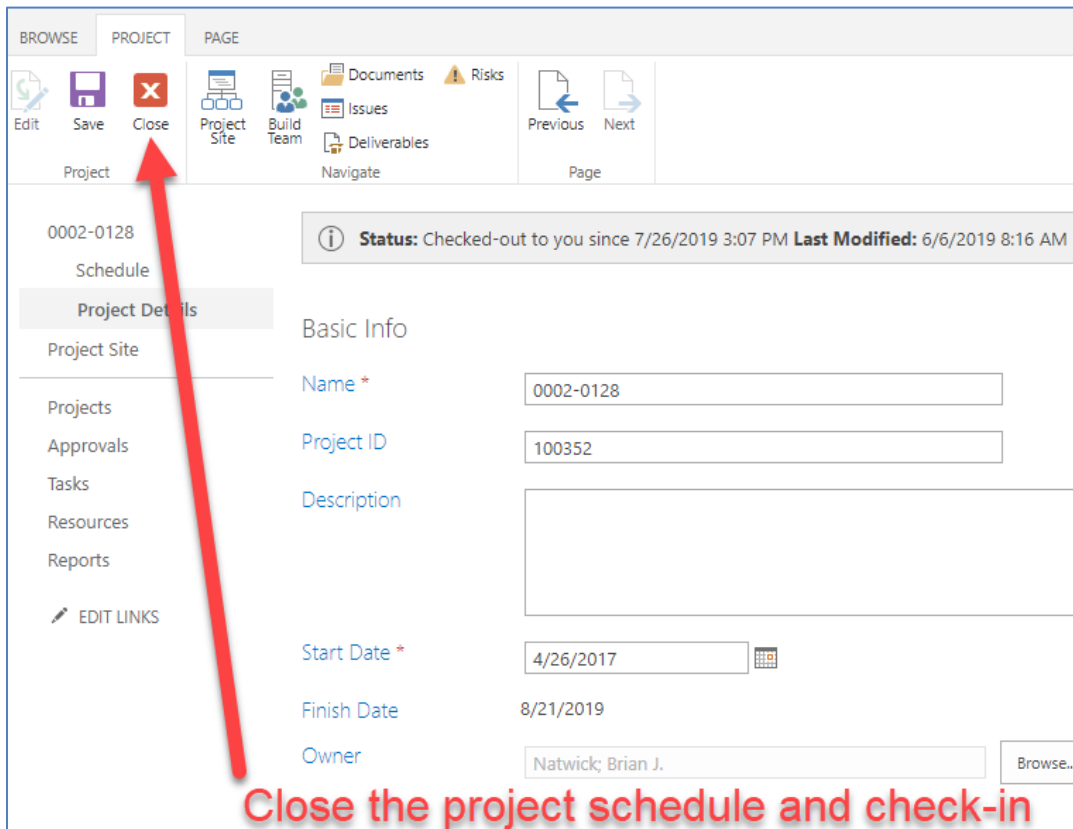 BROWSE PROJECT PAGE
Edit Save Close Project Site Build Team Documents Risks
Issues
Deliverables
Previous Next
Project Navigate Page
0002-0128
Schedule
Project Details
Project Site
Projects
Approvals
Tasks
Resources
Reports
EDIT LINKS
Status: Checked-out to you since 7/26/2019 3:07 PM Last Modified: 6/6/2019 8:16 AM
Basic Info
Name * 0002-0128
Project ID 100352
Description
Start Date * 4/26/2017
Finish Date 8/21/2019
Owner Natwick; Brian J. Browse..
Close the project schedule and check-in